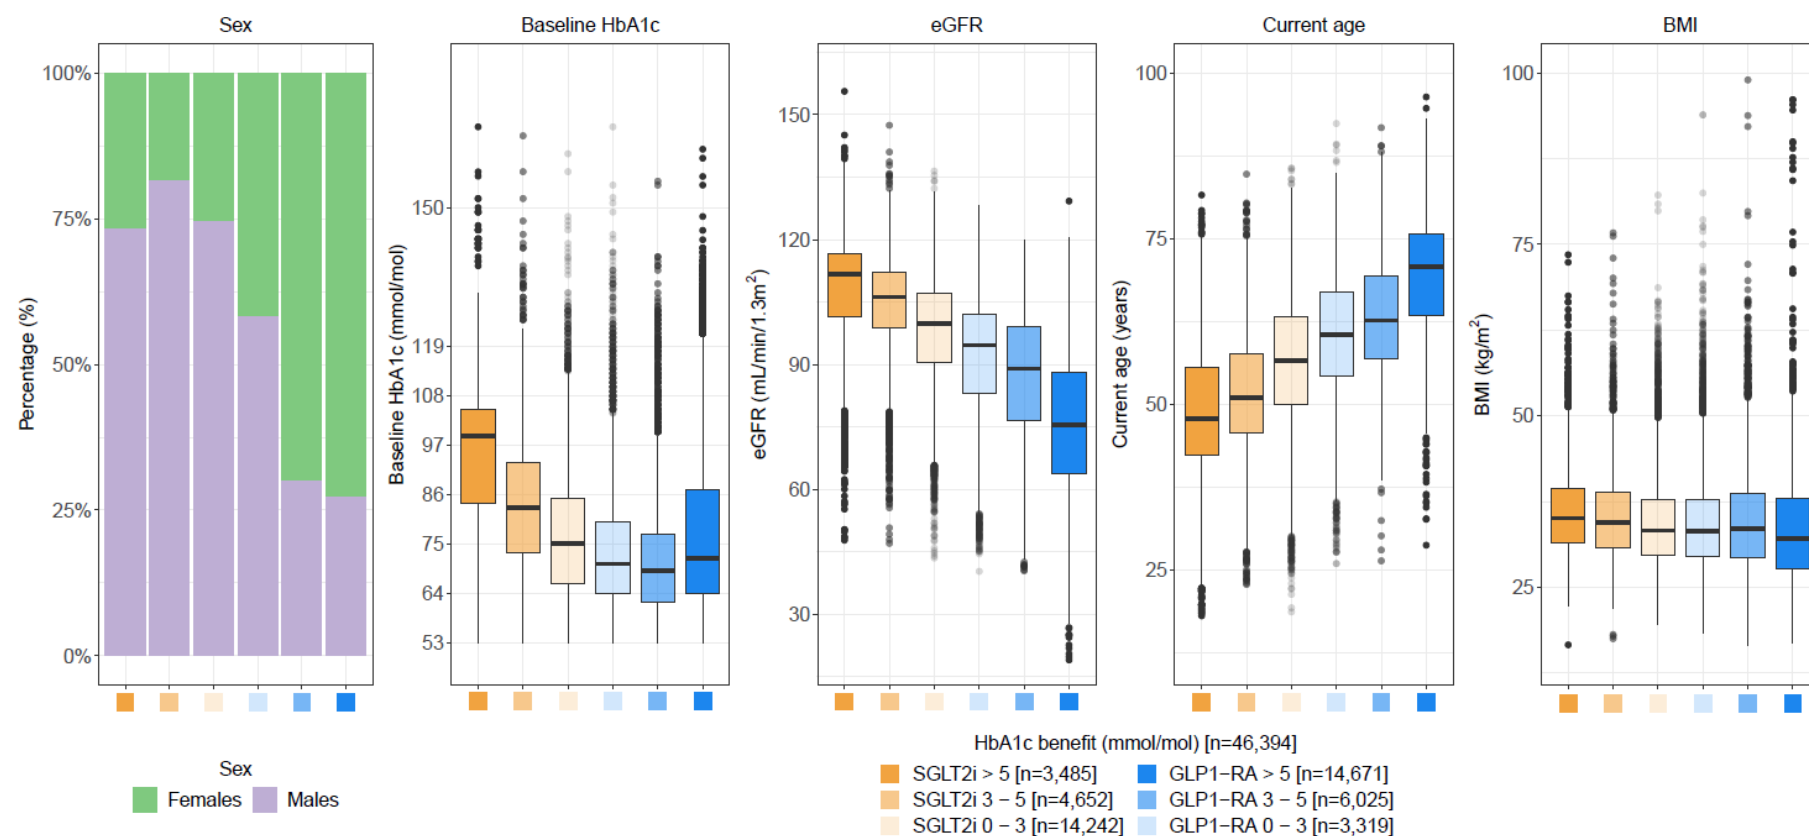 Sex
Baseline HbA1c
eGFR
Current age
BMI
Percentage (%)
100%
75%
50%
25%
0%
Baseline HbA1c (mmol/mol)
150
119
108
97
86
75
64
53
eGFR (mL/min/1.3m²)
150
120
90
60
30
Current age (years)
100
75
50
25
BMI (kg/m²)
100
75
50
25
Sex
Females
Males
HbA1c benefit (mmol/mol) [n=46,394]
SGLT2i > 5 [n=3,485]
GLP1−RA > 5 [n=14,671]
SGLT2i 3 − 5 [n=4,652]
GLP1−RA 3 − 5 [n=6,025]
SGLT2i 0 − 3 [n=14,242]
GLP1−RA 0 − 3 [n=3,319]